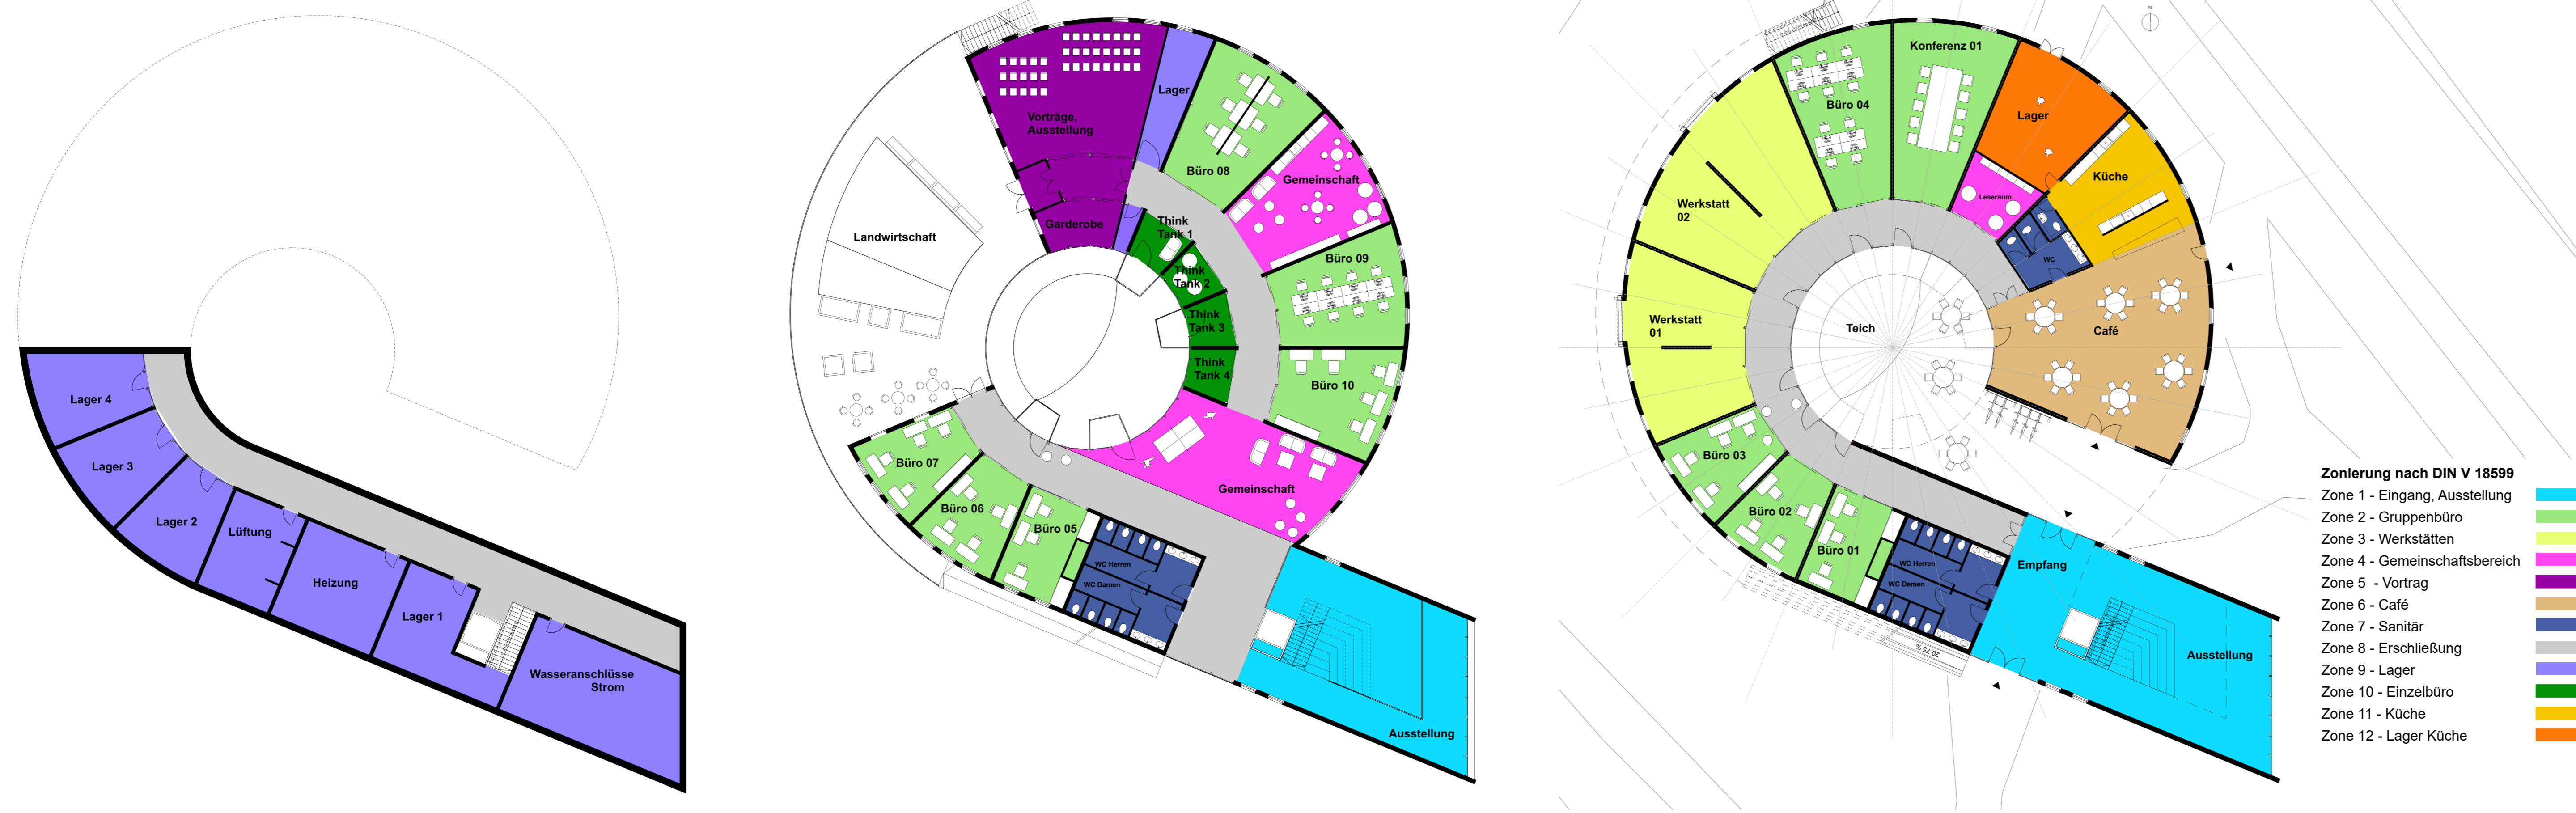 Lager 4
Lager 3
Lager 2
Lüftung
Heizung
Lager 1
Wasseranschlüsse
Strom
Landwirtschaft
Vorträge,
Ausstellung
Lager
Garderobe
Büro 08
Gemeinschaft
Think
Tank 1
Think
Tank 2
Think
Tank 3
Think
Tank 4
Büro 09
Büro 10
Gemeinschaft
Büro 07
Büro 06
Büro 05
WC Herren
WC Damen
Ausstellung
N
Büro 04
Konferenz 01
Lager
Küche
Leseraum
WC
Werkstatt
02
Werkstatt
01
Teich
Café
Büro 03
Büro 02
Büro 01
WC Herren
WC Damen
20.75 %
Empfang
Ausstellung
Zonierung nach DIN V 18599
Zone 1 - Eingang, Ausstellung
Zone 2 - Gruppenbüro
Zone 3 - Werkstätten
Zone 4 - Gemeinschaftsbereich
Zone 5 - Vortrag
Zone 6 - Café
Zone 7 - Sanitär
Zone 8 - Erschließung
Zone 9 - Lager
Zone 10 - Einzelbüro
Zone 11 - Küche
Zone 12 - Lager Küche